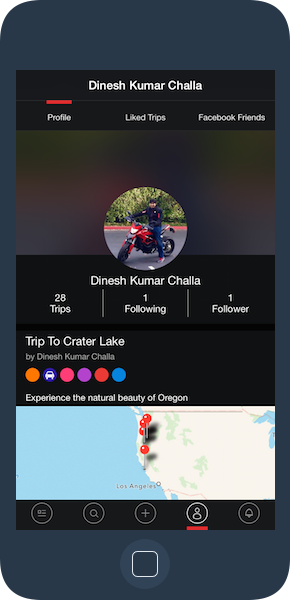 Dinesh Kumar Challa
Profile Liked Trips Facebook Friends
Dinesh Kumar Challa
28 1 1
Trips Following Follower
Trip To Crater Lake
by Dinesh Kumar Challa
Experience the natural beauty of Oregon
Los Angeles